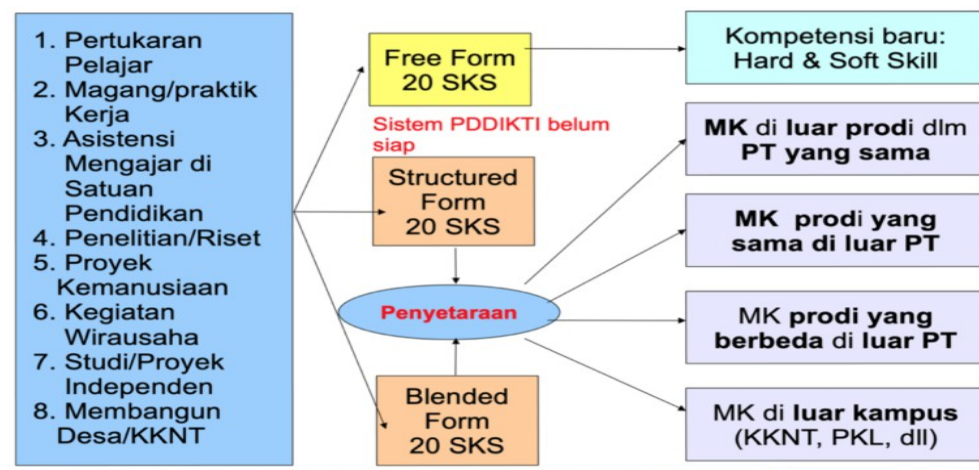 1. Pertukaran
Pelajar
2. Magang/praktik
Kerja
3. Asistensi
Mengajar di
Satuan
Pendidikan
4. Penelitian/Riset
5. Proyek
Kemanusiaan
6. Kegiatan
Wirausaha
7. Studi/Proyek
Independen
8. Membangun
Desa/KKNT
Free Form
20 SKS
Sistem PDDIKTI belum
siap
Structured
Form
20 SKS
Penyetaraan
Blended
Form
20 SKS
Kompetensi baru:
Hard & Soft Skill
MK di luar prodi dlm
PT yang sama
MK prodi yang
sama di luar PT
MK prodi yang
berbeda di luar PT
MK di luar kampus
(KKNT, PKL, dll)